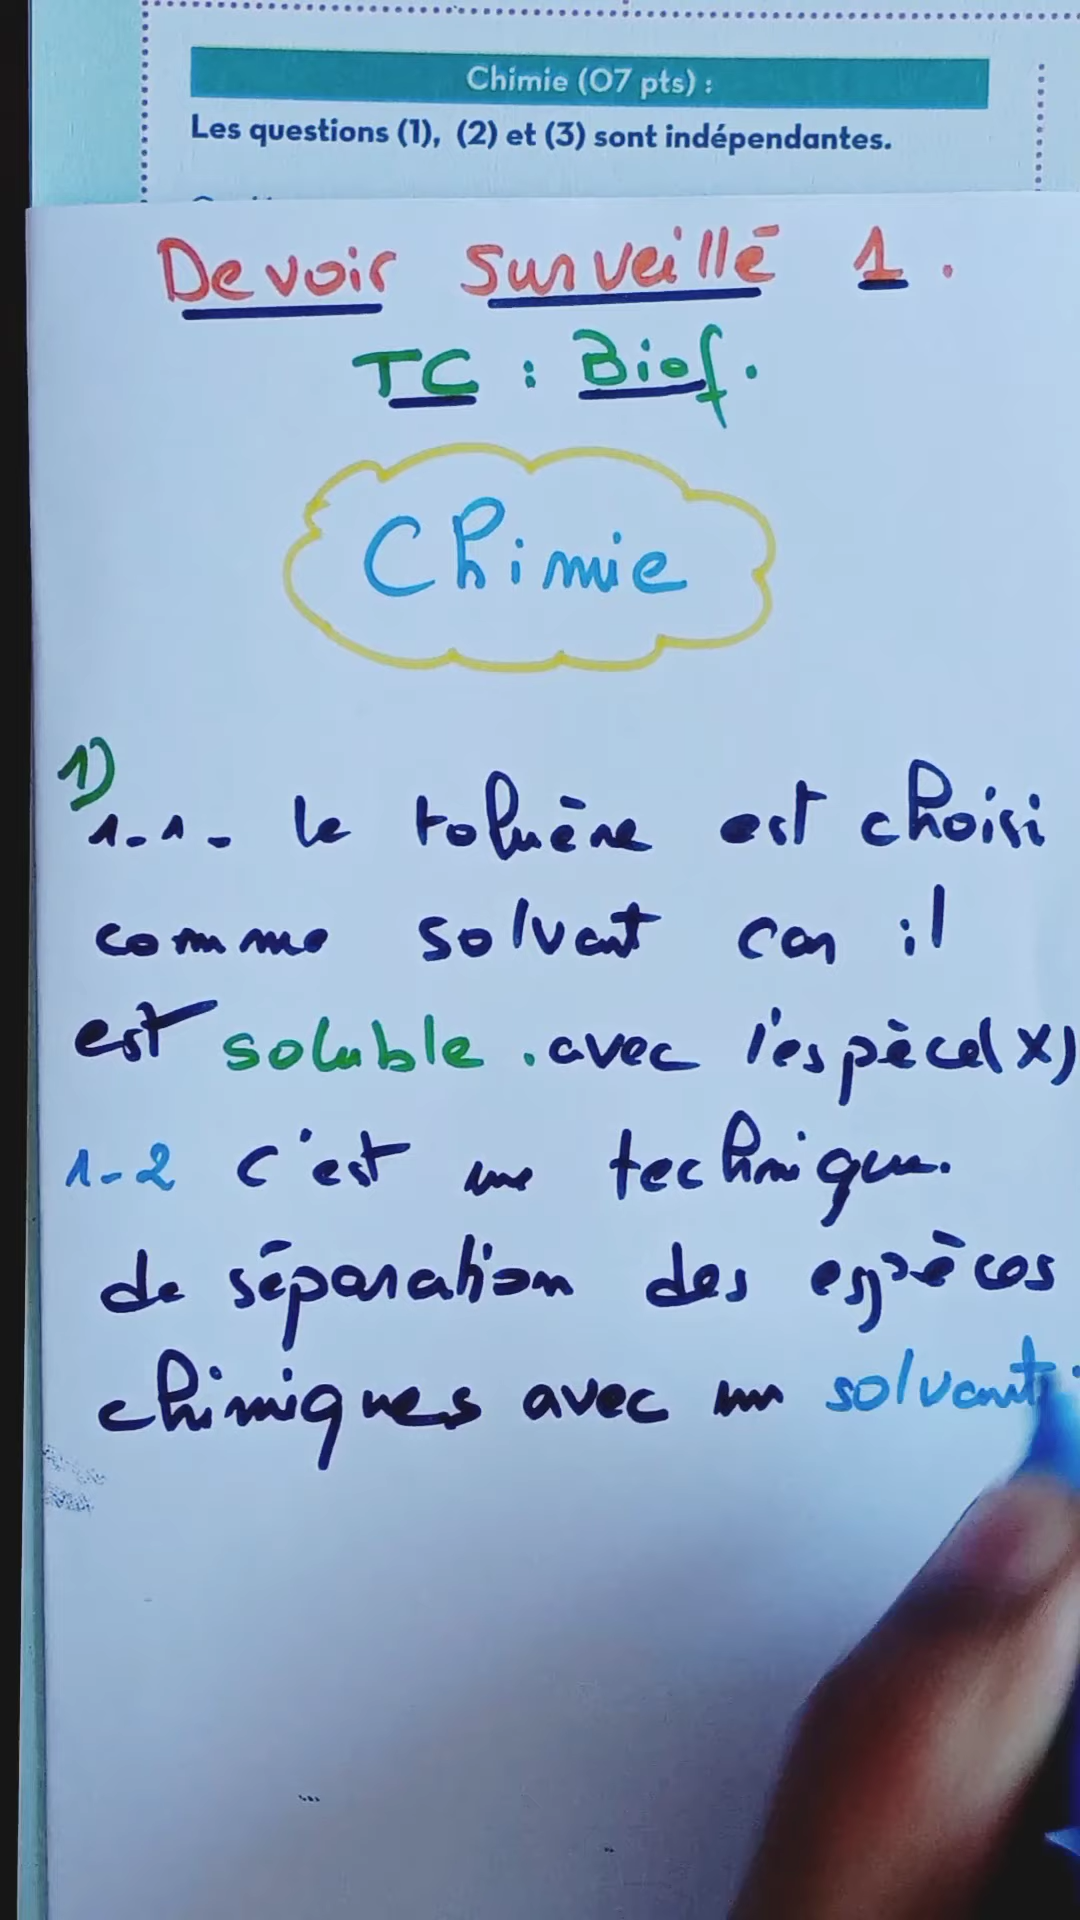 Chimie (07 pts) :
Les questions (1), (2) et (3) sont indépendantes.
Devoir surveillé 1.
TC : Biof.
Chimie
1)
1-1- le toluène est choisi
comme solvant car il
est soluble avec l'espèce(X)
1-2 c'est une technique
de séparation des espèces
chimiques avec un solvant